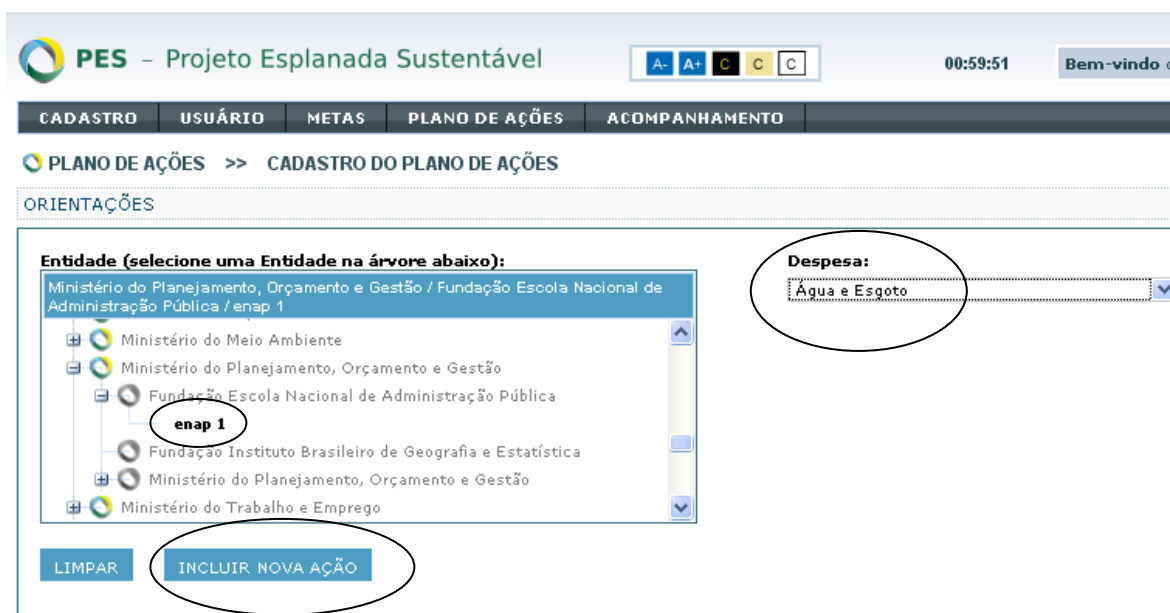 PES – Projeto Esplanada Sustentável
A- A+ C C C
00:59:51
Bem-vindo
CADASTRO USUÁRIO METAS PLANO DE AÇÕES ACOMPANHAMENTO
PLANO DE AÇÕES >> CADASTRO DO PLANO DE AÇÕES
ORIENTAÇÕES
Entidade (selecione uma Entidade na árvore abaixo):
Ministério do Planejamento, Orçamento e Gestão / Fundação Escola Nacional de
Administração Pública / enap 1
Ministério do Meio Ambiente
Ministério do Planejamento, Orçamento e Gestão
Fundação Escola Nacional de Administração Pública
enap 1
Fundação Instituto Brasileiro de Geografia e Estatística
Ministério do Planejamento, Orçamento e Gestão
Ministério do Trabalho e Emprego
Despesa:
Água e Esgoto
LIMPAR
INCLUIR NOVA AÇÃO